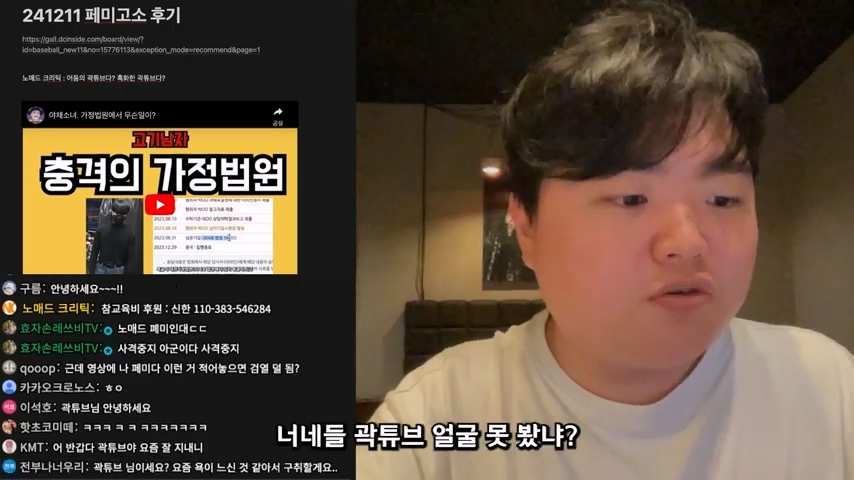 241211 페미고소 후기
https://gall.dcinside.com/board/view/?
id=baseball_new11&no=15776113&exception_mode=recommend&page=1
노매드 크리틱 : 어둠의 곽튜브다? 흑화한 곽튜브다?
야채소녀. 가정법원에서 무슨일이?
공유
고기남자
충격의 가정법원
2023.08.10
2023.08.16
2023.08.31
2023.12.29
구름: 안녕하세요~~~!!
노매드 크리틱: 참교육비 후원 : 신한 110-383-546284
효자손레쓰비TV: 노매드 페미인대ㄷㄷ
효자손레쓰비TV: 사격중지 아군이다 사격중지
qooop: 근데 영상에 나 페미다 이런 거 적어놓으면 검열 덜 됨?
카카오크로노스: ㅎㅇ
이석호: 곽튜브님 안녕하세요
핫초코미떼: ㅋㅋㅋ ㅋ ㅋ ㅋㅋㅋㅋㅋㅋㅋ
KMT: 어 반갑다 곽튜브야 요즘 잘 지내니
전부나너우리: 곽튜브 님이세요? 요즘 욕이 느신 것 같아서 구취할게요..
너네들 곽튜브 얼굴 못 봤냐?